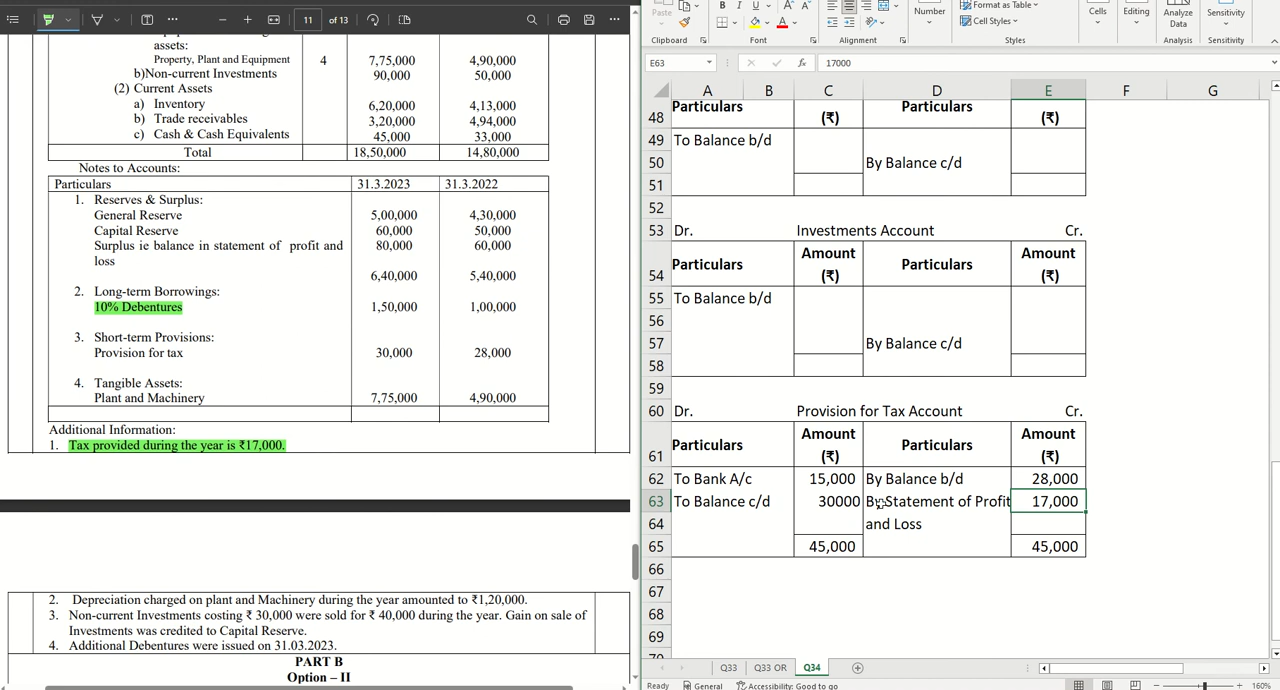 11 of 13
assets:
Property, Plant and Equipment 4 7,75,000 4,90,000
b)Non-current Investments 90,000 50,000
(2) Current Assets
a) Inventory 6,20,000 4,13,000
b) Trade receivables 3,20,000 4,94,000
c) Cash & Cash Equivalents 45,000 33,000
Total 18,50,000 14,80,000
Notes to Accounts:
Particulars 31.3.2023 31.3.2022
1. Reserves & Surplus:
General Reserve 5,00,000 4,30,000
Capital Reserve 60,000 50,000
Surplus ie balance in statement of profit and 80,000 60,000
loss
6,40,000 5,40,000
2. Long-term Borrowings:
10% Debentures 1,50,000 1,00,000
3. Short-term Provisions:
Provision for tax 30,000 28,000
4. Tangible Assets:
Plant and Machinery 7,75,000 4,90,000
Additional Information:
1. Tax provided during the year is ₹17,000.
2. Depreciation charged on plant and Machinery during the year amounted to ₹1,20,000.
3. Non-current Investments costing ₹ 30,000 were sold for ₹ 40,000 during the year. Gain on sale of
Investments was credited to Capital Reserve.
4. Additional Debentures were issued on 31.03.2023.
PART B
Option – II
Paste B I U A A Number Format as Table Cells Editing Analyze Sensitivity
Cell Styles Data
Clipboard Font Alignment Styles Analysis Sensitivity
E63 fx 17000
A B C D E F G
48 Particulars (₹) Particulars (₹)
49 To Balance b/d
50 By Balance c/d
51
52
53 Dr. Investments Account Cr.
54 Particulars Amount (₹) Particulars Amount (₹)
55 To Balance b/d
56
57 By Balance c/d
58
59
60 Dr. Provision for Tax Account Cr.
61 Particulars Amount (₹) Particulars Amount (₹)
62 To Bank A/c 15,000 By Balance b/d 28,000
63 To Balance c/d 30000 By Statement of Profit 17,000
64 and Loss
65 45,000 45,000
66
67
68
69
70
Q33 Q33 OR Q34
Ready General Accessibility: Good to go 160%